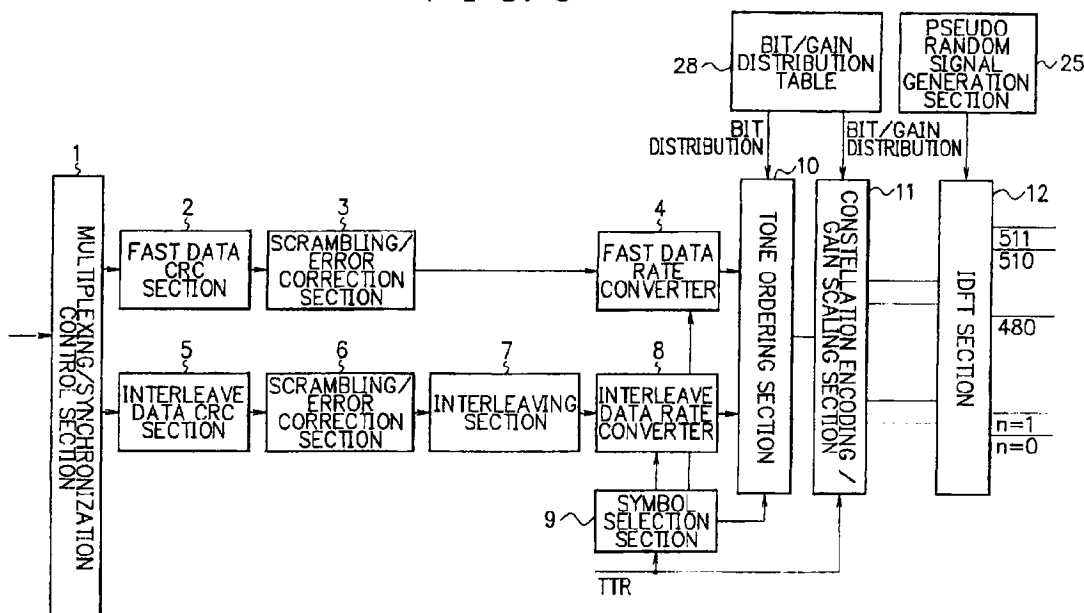 28
BIT/GAIN
DISTRIBUTION
TABLE
PSEUDO
RANDOM
SIGNAL
GENERATION
SECTION
25
BIT
DISTRIBUTION
BIT/GAIN
DISTRIBUTION
1
MULTIPLEXING/SYNCHRONIZATION
CONTROL SECTION
2
FAST DATA
CRC
SECTION
3
SCRAMBLING/
ERROR
CORRECTION
SECTION
4
FAST DATA
RATE
CONVERTER
5
INTERLEAVE
DATA CRC
SECTION
6
SCRAMBLING/
ERROR
CORRECTION
SECTION
7
INTERLEAVING
SECTION
8
INTERLEAVE
DATA RATE
CONVERTER
9
SYMBOL
SELECTION
SECTION
TTR
10
TONE ORDERING SECTION
11
CONSTELLATION ENCODING /
GAIN SCALING SECTION
12
IDFT SECTION
511
510
480
n=1
n=0